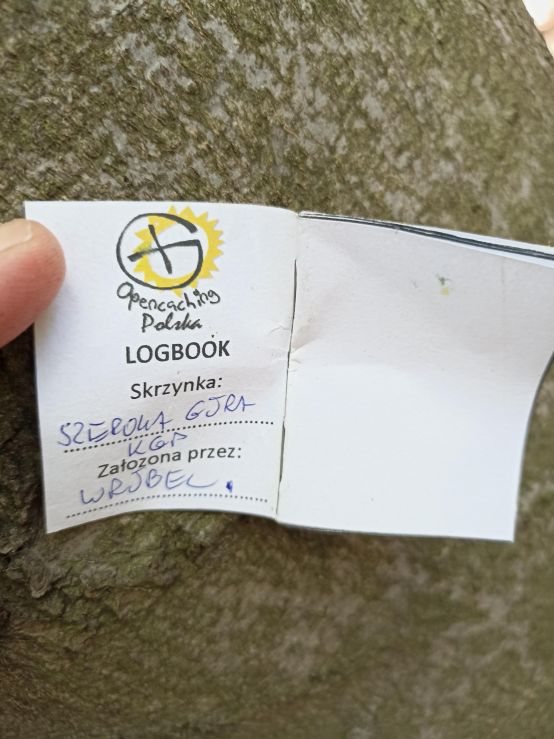 Opencaching
Polska
LOGBOOK
Skrzynka:
SZEROKA GÓRA
KGP
Założona przez:
WRÓBEL.